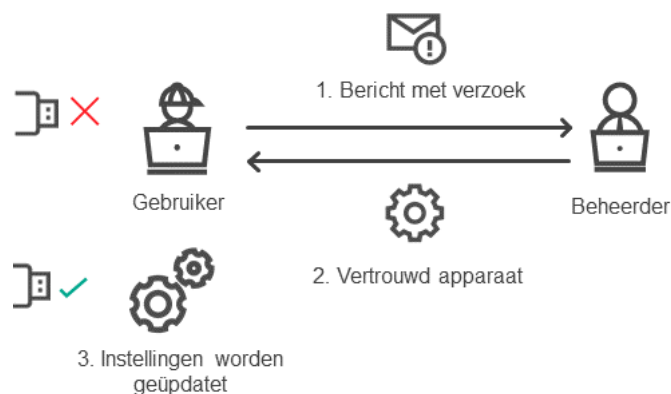 1. Bericht met verzoek
Gebruiker
Beheerder
2. Vertrouwd apparaat
3. Instellingen worden
geüpdatet